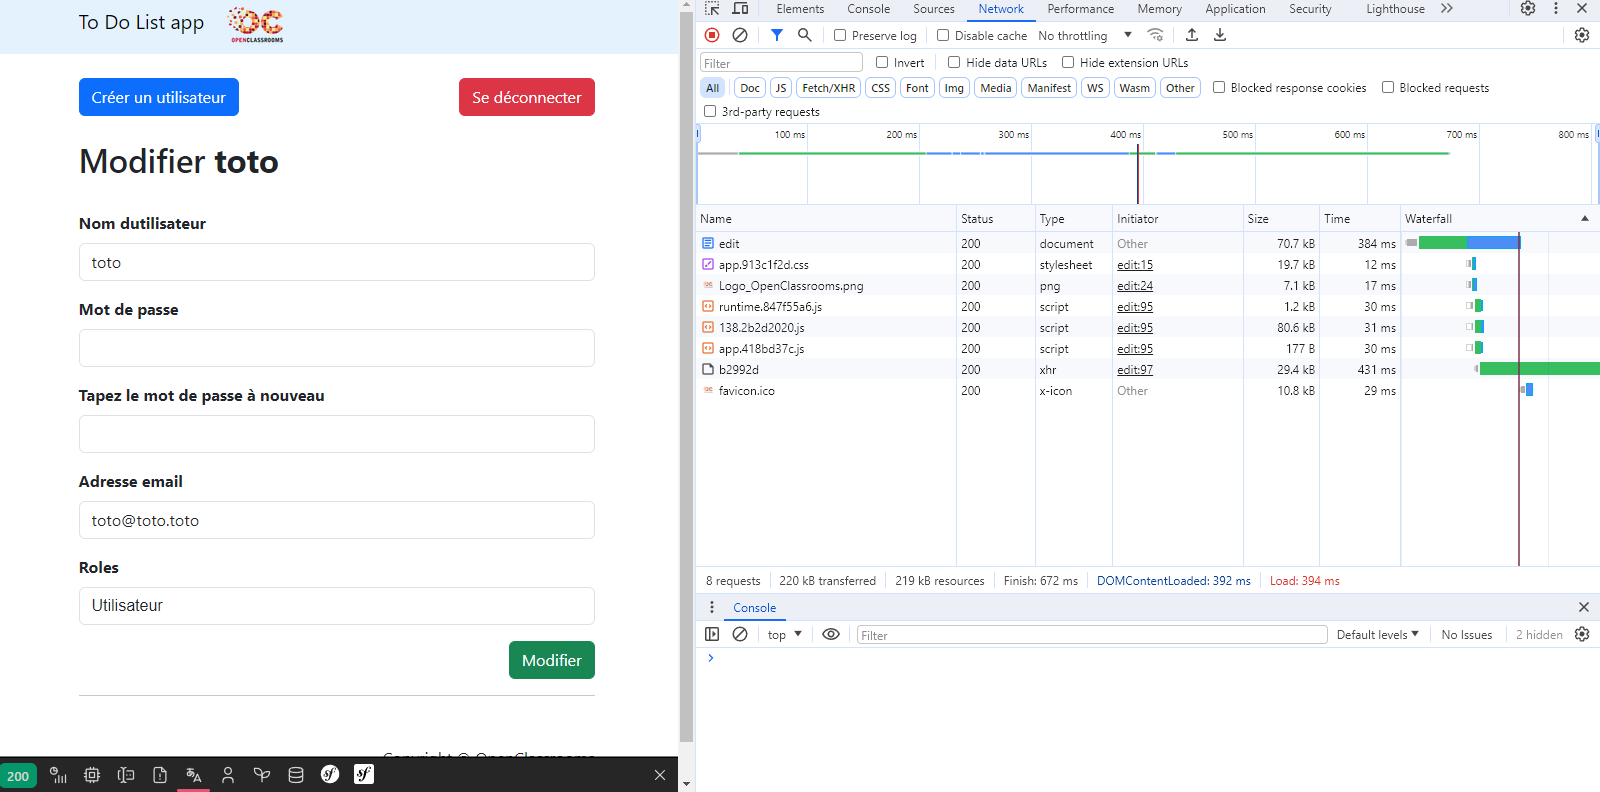 To Do List app
OC
OPENCLASSROOMS
Créer un utilisateur
Se déconnecter
Modifier toto
Nom dutilisateur
toto
Mot de passe
Tapez le mot de passe à nouveau
Adresse email
toto@toto.toto
Roles
Utilisateur
Modifier
Copyright © OpenClassrooms
200
sf
sf
Elements Console Sources Network Performance Memory Application Security Lighthouse
Preserve log Disable cache No throttling
Filter Invert Hide data URLs Hide extension URLs
All Doc JS Fetch/XHR CSS Font Img Media Manifest WS Wasm Other Blocked response cookies Blocked requests
3rd-party requests
100 ms 200 ms 300 ms 400 ms 500 ms 600 ms 700 ms 800 ms
Name Status Type Initiator Size Time Waterfall
edit 200 document Other 70.7 kB 384 ms
app.913c1f2d.css 200 stylesheet edit:15 19.7 kB 12 ms
Logo_OpenClassrooms.png 200 png edit:24 7.1 kB 17 ms
runtime.847f55a6.js 200 script edit:95 1.2 kB 30 ms
138.2b2d2020.js 200 script edit:95 80.6 kB 31 ms
app.418bd37c.js 200 script edit:95 177 B 30 ms
b2992d 200 xhr edit:97 29.4 kB 431 ms
favicon.ico 200 x-icon Other 10.8 kB 29 ms
8 requests 220 kB transferred 219 kB resources Finish: 672 ms DOMContentLoaded: 392 ms Load: 394 ms
Console
top Filter Default levels No Issues 2 hidden